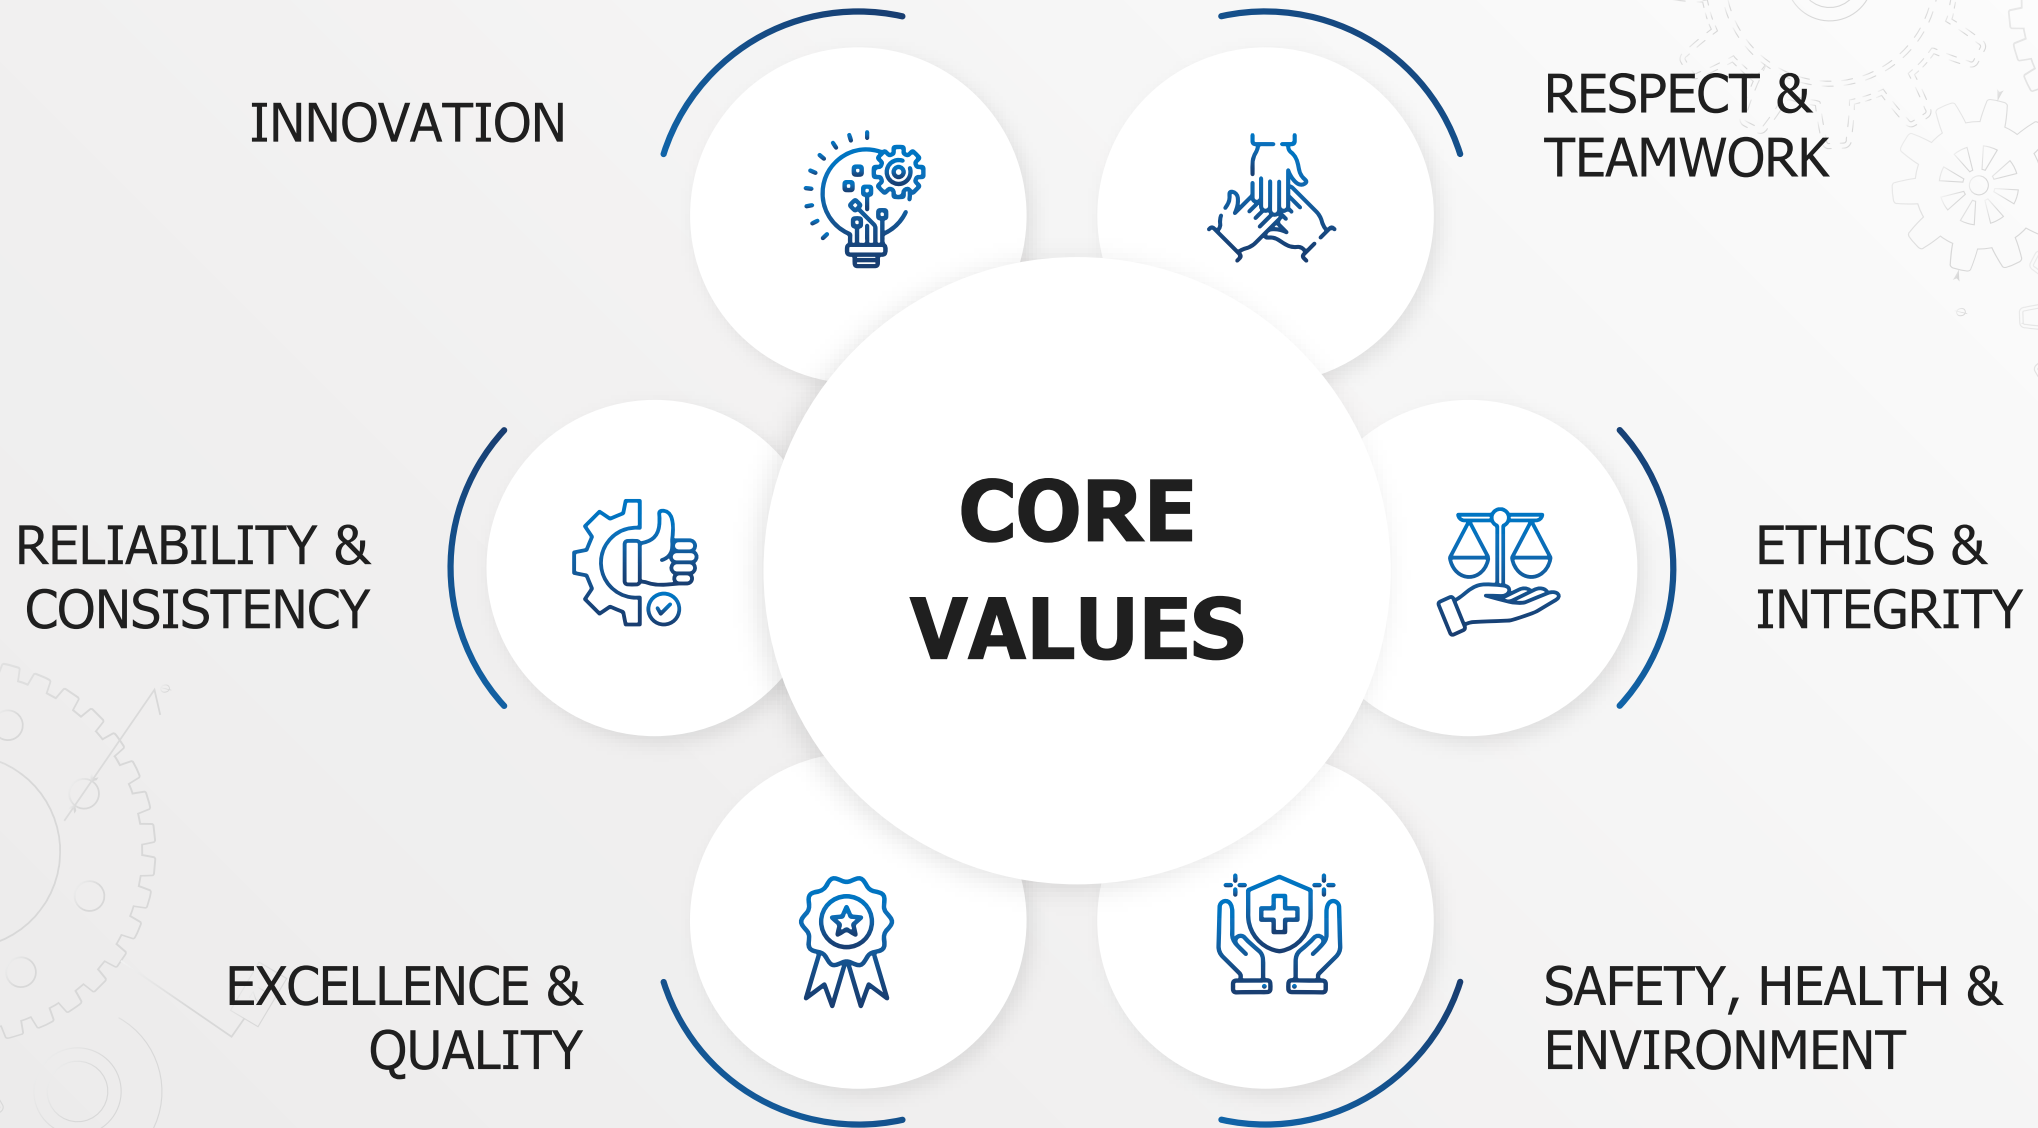 INNOVATION
RESPECT &
TEAMWORK
RELIABILITY &
CONSISTENCY
CORE
VALUES
ETHICS &
INTEGRITY
EXCELLENCE &
QUALITY
SAFETY, HEALTH &
ENVIRONMENT